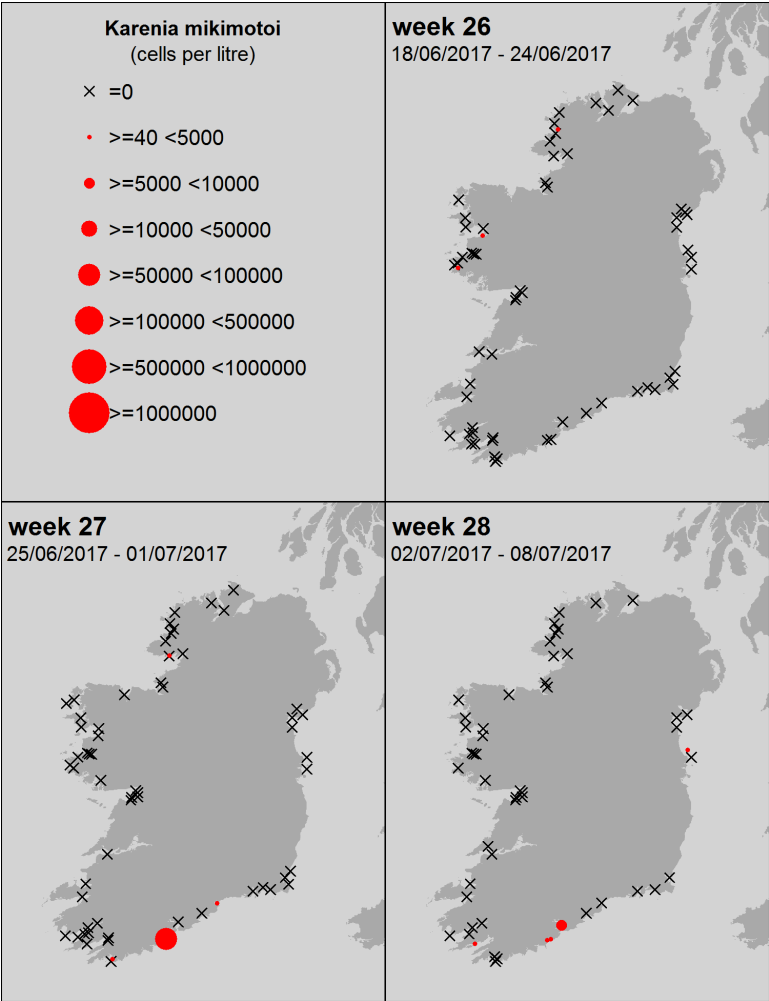 Karenia mikimotoi
(cells per litre)
=0
>=40 <5000
>=5000 <10000
>=10000 <50000
>=50000 <100000
>=100000 <500000
>=500000 <1000000
>=1000000
week 26
18/06/2017 - 24/06/2017
week 27
25/06/2017 - 01/07/2017
week 28
02/07/2017 - 08/07/2017